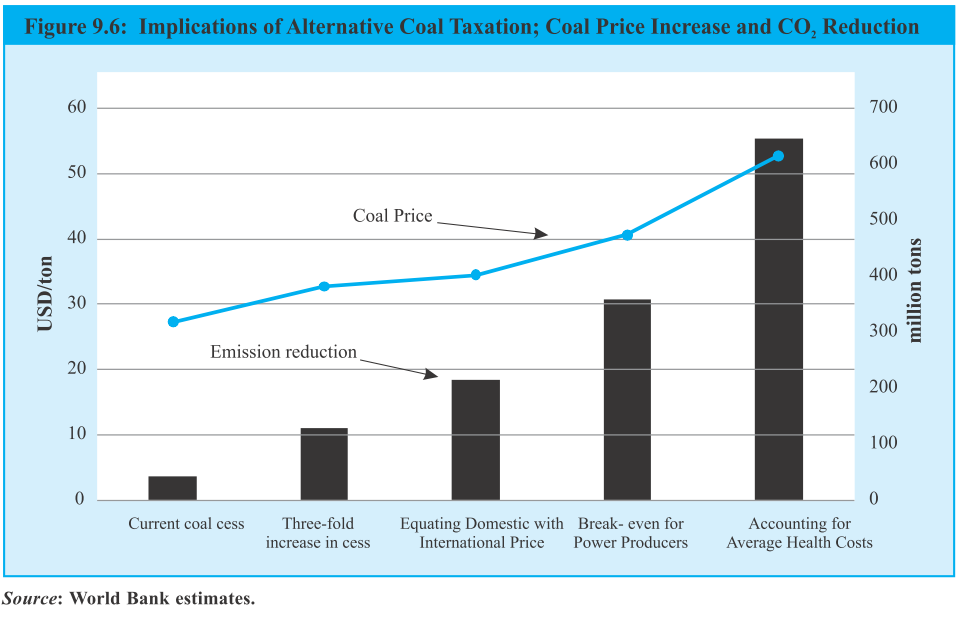 Figure 9.6: Implications of Alternative Coal Taxation; Coal Price Increase and CO₂ Reduction
60
50
40
30
20
10
0
USD/ton
Coal Price
Emission reduction
700
600
500
400
300
200
100
0
million tons
Current coal cess
Three-fold
increase in cess
Equating Domestic with
International Price
Break- even for
Power Producers
Accounting for
Average Health Costs
Source: World Bank estimates.